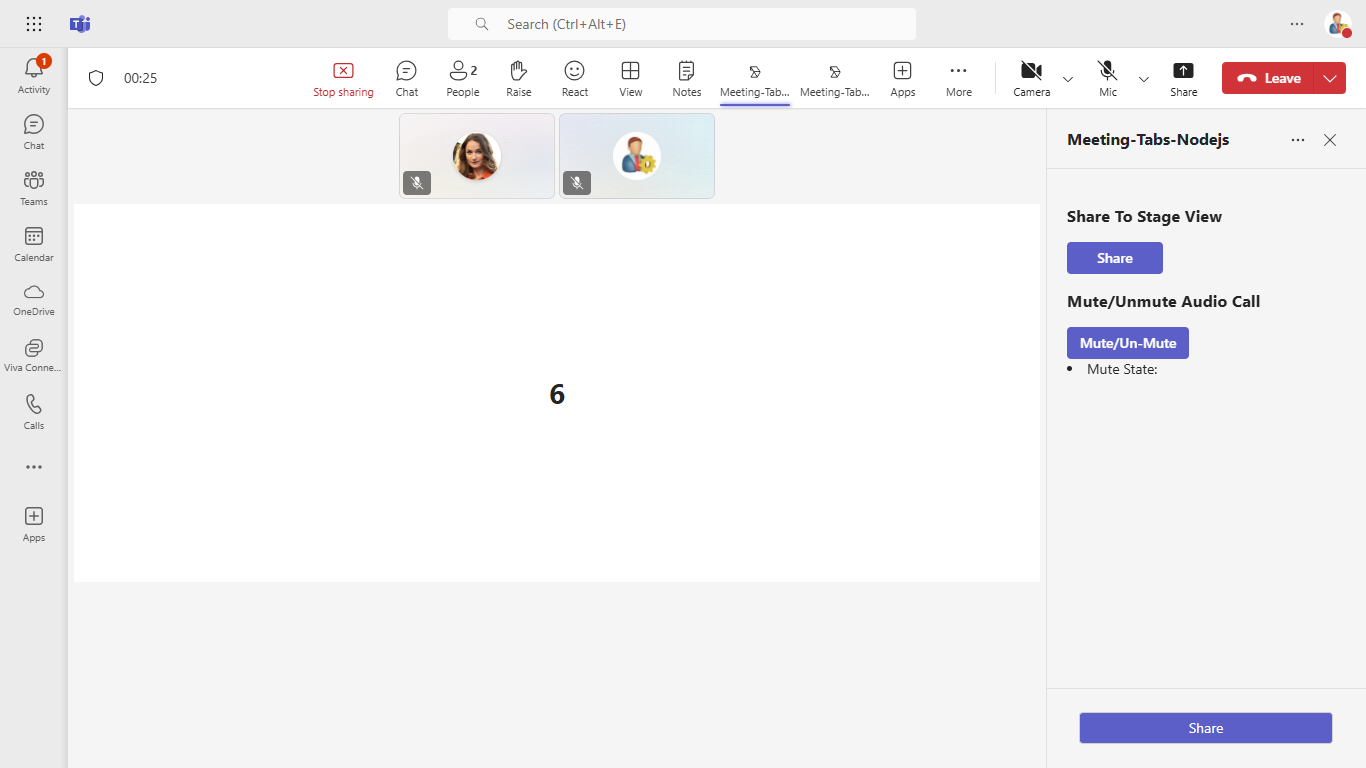 Search (Ctrl+Alt+E)
1
Activity
Chat
Teams
Calendar
OneDrive
Viva Conne...
Calls
Apps
00:25
Stop sharing
Chat
2
People
Raise
React
View
Notes
Meeting-Tab...
Meeting-Tab...
Apps
More
Camera
Mic
Share
Leave
6
Meeting-Tabs-Nodejs
Share To Stage View
Share
Mute/Unmute Audio Call
Mute/Un-Mute
• Mute State:
Share